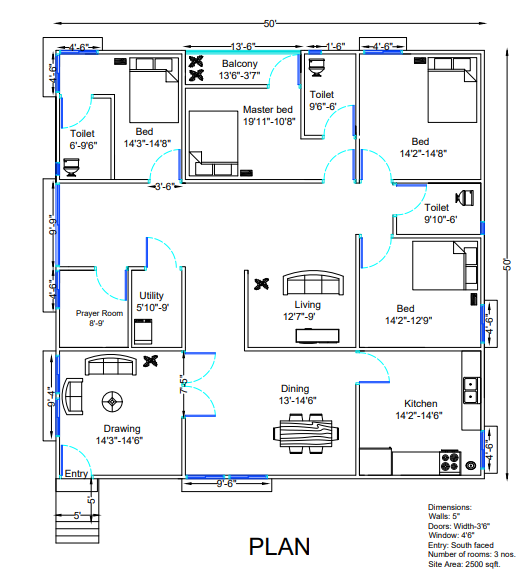 50'
4'-6"
13'-6"
1'-6"
4'-6"
4'-6"
Balcony
13'6"-3'7"
Toilet
9'6"-6'
Toilet
6'-9'6"
Bed
14'3"-14'8"
Master bed
19'11"-10'8"
Bed
14'2"-14'8"
3'-6"
Toilet
9'10"-6'
9'-9"
50'
4'-6"
Prayer Room
8'-9'
Utility
5'10"-9'
Living
12'7"-9'
Bed
14'2"-12'9"
4'-6"
9'-4"
7'-5"
Drawing
14'3"-14'6"
Dining
13'-14'6"
Kitchen
14'2"-14'6"
4'-6"
Entry
9'-6"
5'
5'
PLAN
Dimensions:
Walls: 5"
Doors: Width-3'6"
Window: 4'6"
Entry: South faced
Number of rooms: 3 nos.
Site Area: 2500 sqft.